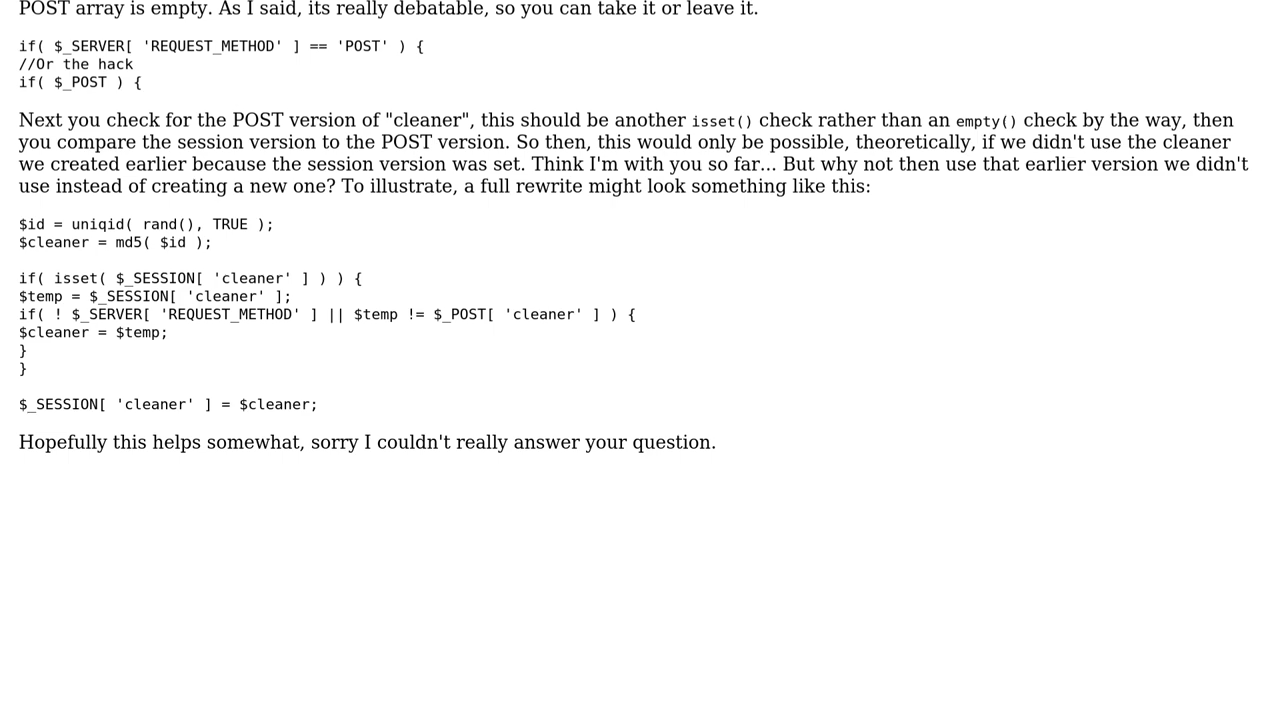 POST array is empty. As I said, its really debatable, so you can take it or leave it.
if( $_SERVER[ 'REQUEST_METHOD' ] == 'POST' ) {
//Or the hack
if( $_POST ) {
Next you check for the POST version of "cleaner", this should be another isset() check rather than an empty() check by the way, then
you compare the session version to the POST version. So then, this would only be possible, theoretically, if we didn't use the cleaner
we created earlier because the session version was set. Think I'm with you so far... But why not then use that earlier version we didn't
use instead of creating a new one? To illustrate, a full rewrite might look something like this:
$id = uniqid( rand(), TRUE );
$cleaner = md5( $id );
if( isset( $_SESSION[ 'cleaner' ] ) ) {
$temp = $_SESSION[ 'cleaner' ];
if( ! $_SERVER[ 'REQUEST_METHOD' ] || $temp != $_POST[ 'cleaner' ] ) {
$cleaner = $temp;
}
}
$_SESSION[ 'cleaner' ] = $cleaner;
Hopefully this helps somewhat, sorry I couldn't really answer your question.